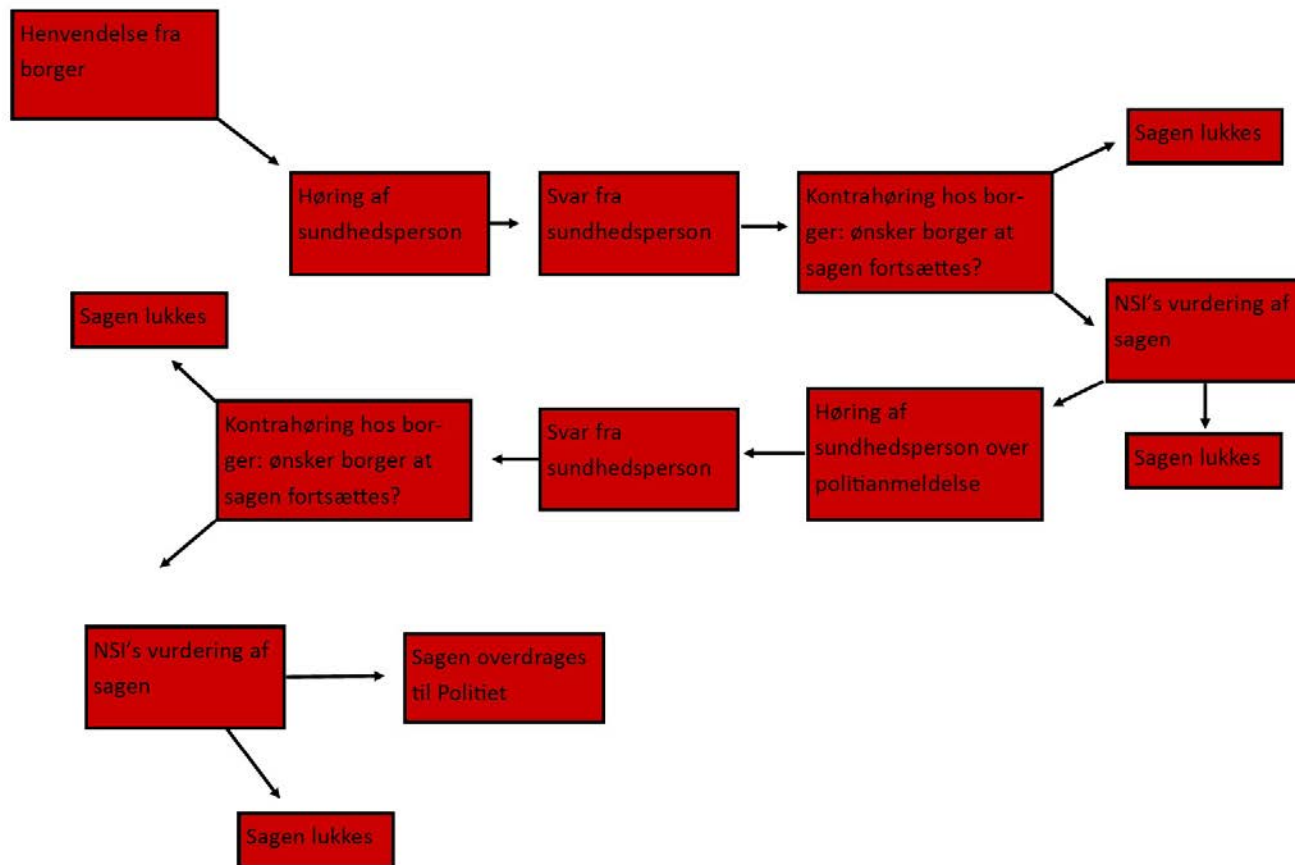 Henvendelse fra
borger
Sagen lukkes
Høring af
sundhedsperson
Svar fra
sundhedsperson
Kontrahøring hos bor-
ger: ønsker borger at
sagen fortsættes?
NSI's vurdering af
sagen
Sagen lukkes
Høring af
sundhedsperson over
politianmeldelse
Svar fra
sundhedsperson
Kontrahøring hos bor-
ger: ønsker borger at
sagen fortsættes?
Sagen lukkes
NSI's vurdering af
sagen
Sagen overdrages
til Politiet
Sagen lukkes